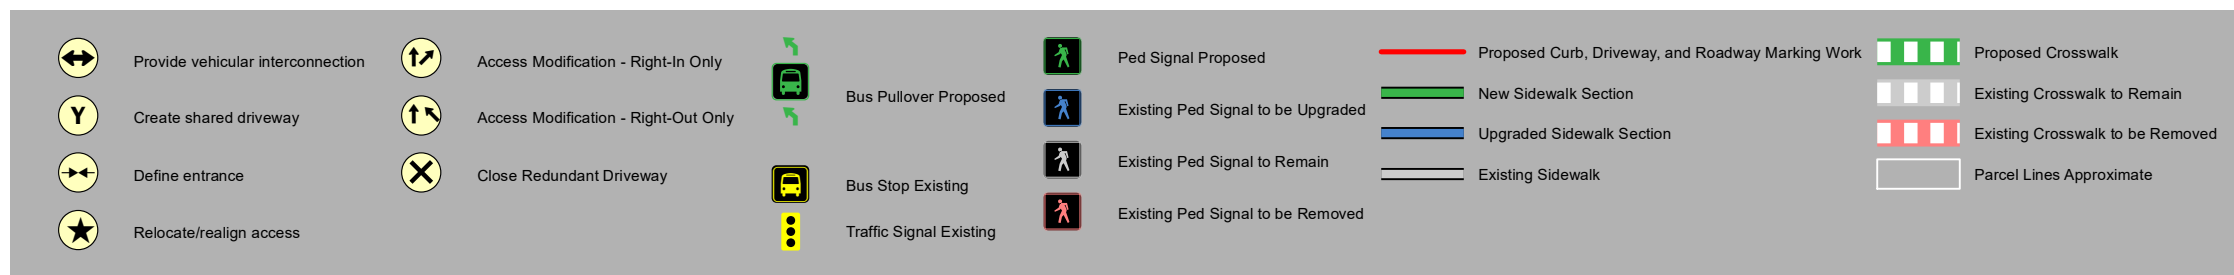 Provide vehicular interconnection
Y
Create shared driveway
Define entrance
Relocate/realign access
Access Modification - Right-In Only
Access Modification - Right-Out Only
Close Redundant Driveway
Bus Pullover Proposed
Bus Stop Existing
Traffic Signal Existing
Ped Signal Proposed
Existing Ped Signal to be Upgraded
Existing Ped Signal to Remain
Existing Ped Signal to be Removed
Proposed Curb, Driveway, and Roadway Marking Work
New Sidewalk Section
Upgraded Sidewalk Section
Existing Sidewalk
Proposed Crosswalk
Existing Crosswalk to Remain
Existing Crosswalk to be Removed
Parcel Lines Approximate